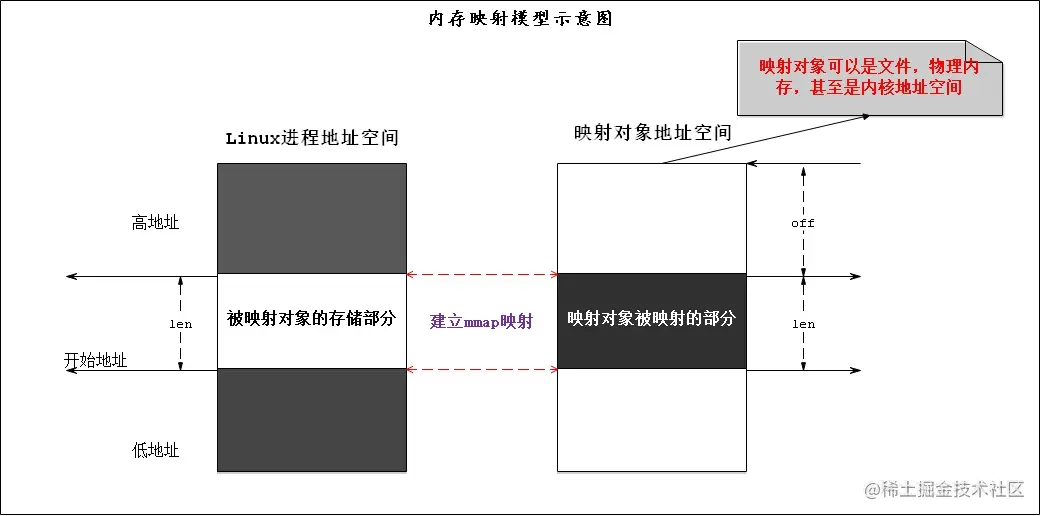 内存映射模型示意图
映射对象可以是文件，物理内
存，甚至是内核地址空间
Linux进程地址空间
映射对象地址空间
高地址
off
len
被映射对象的存储部分
建立mmap映射
映射对象被映射的部分
len
开始地址
低地址
@稀土掘金技术社区